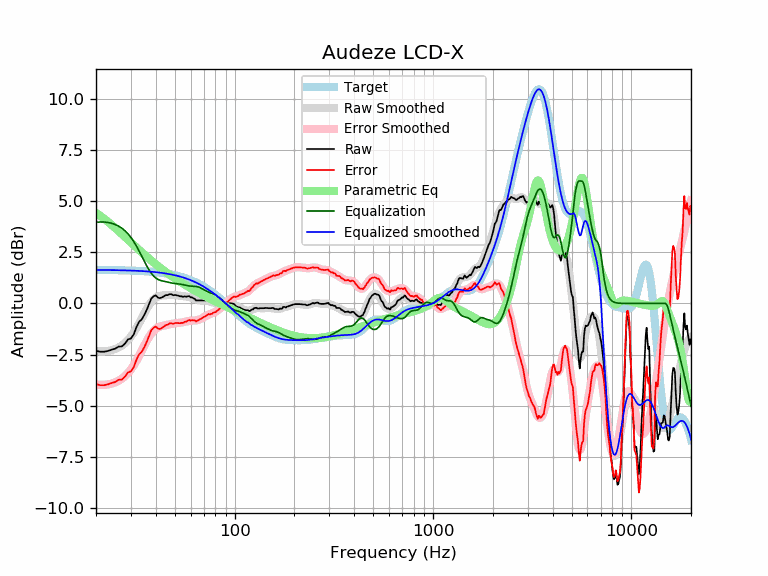 Audeze LCD-X
Target
Raw Smoothed
Error Smoothed
Raw
Error
Parametric Eq
Equalization
Equalized smoothed
Amplitude (dBr)
10.0
7.5
5.0
2.5
0.0
−2.5
−5.0
−7.5
−10.0
100
1000
10000
Frequency (Hz)